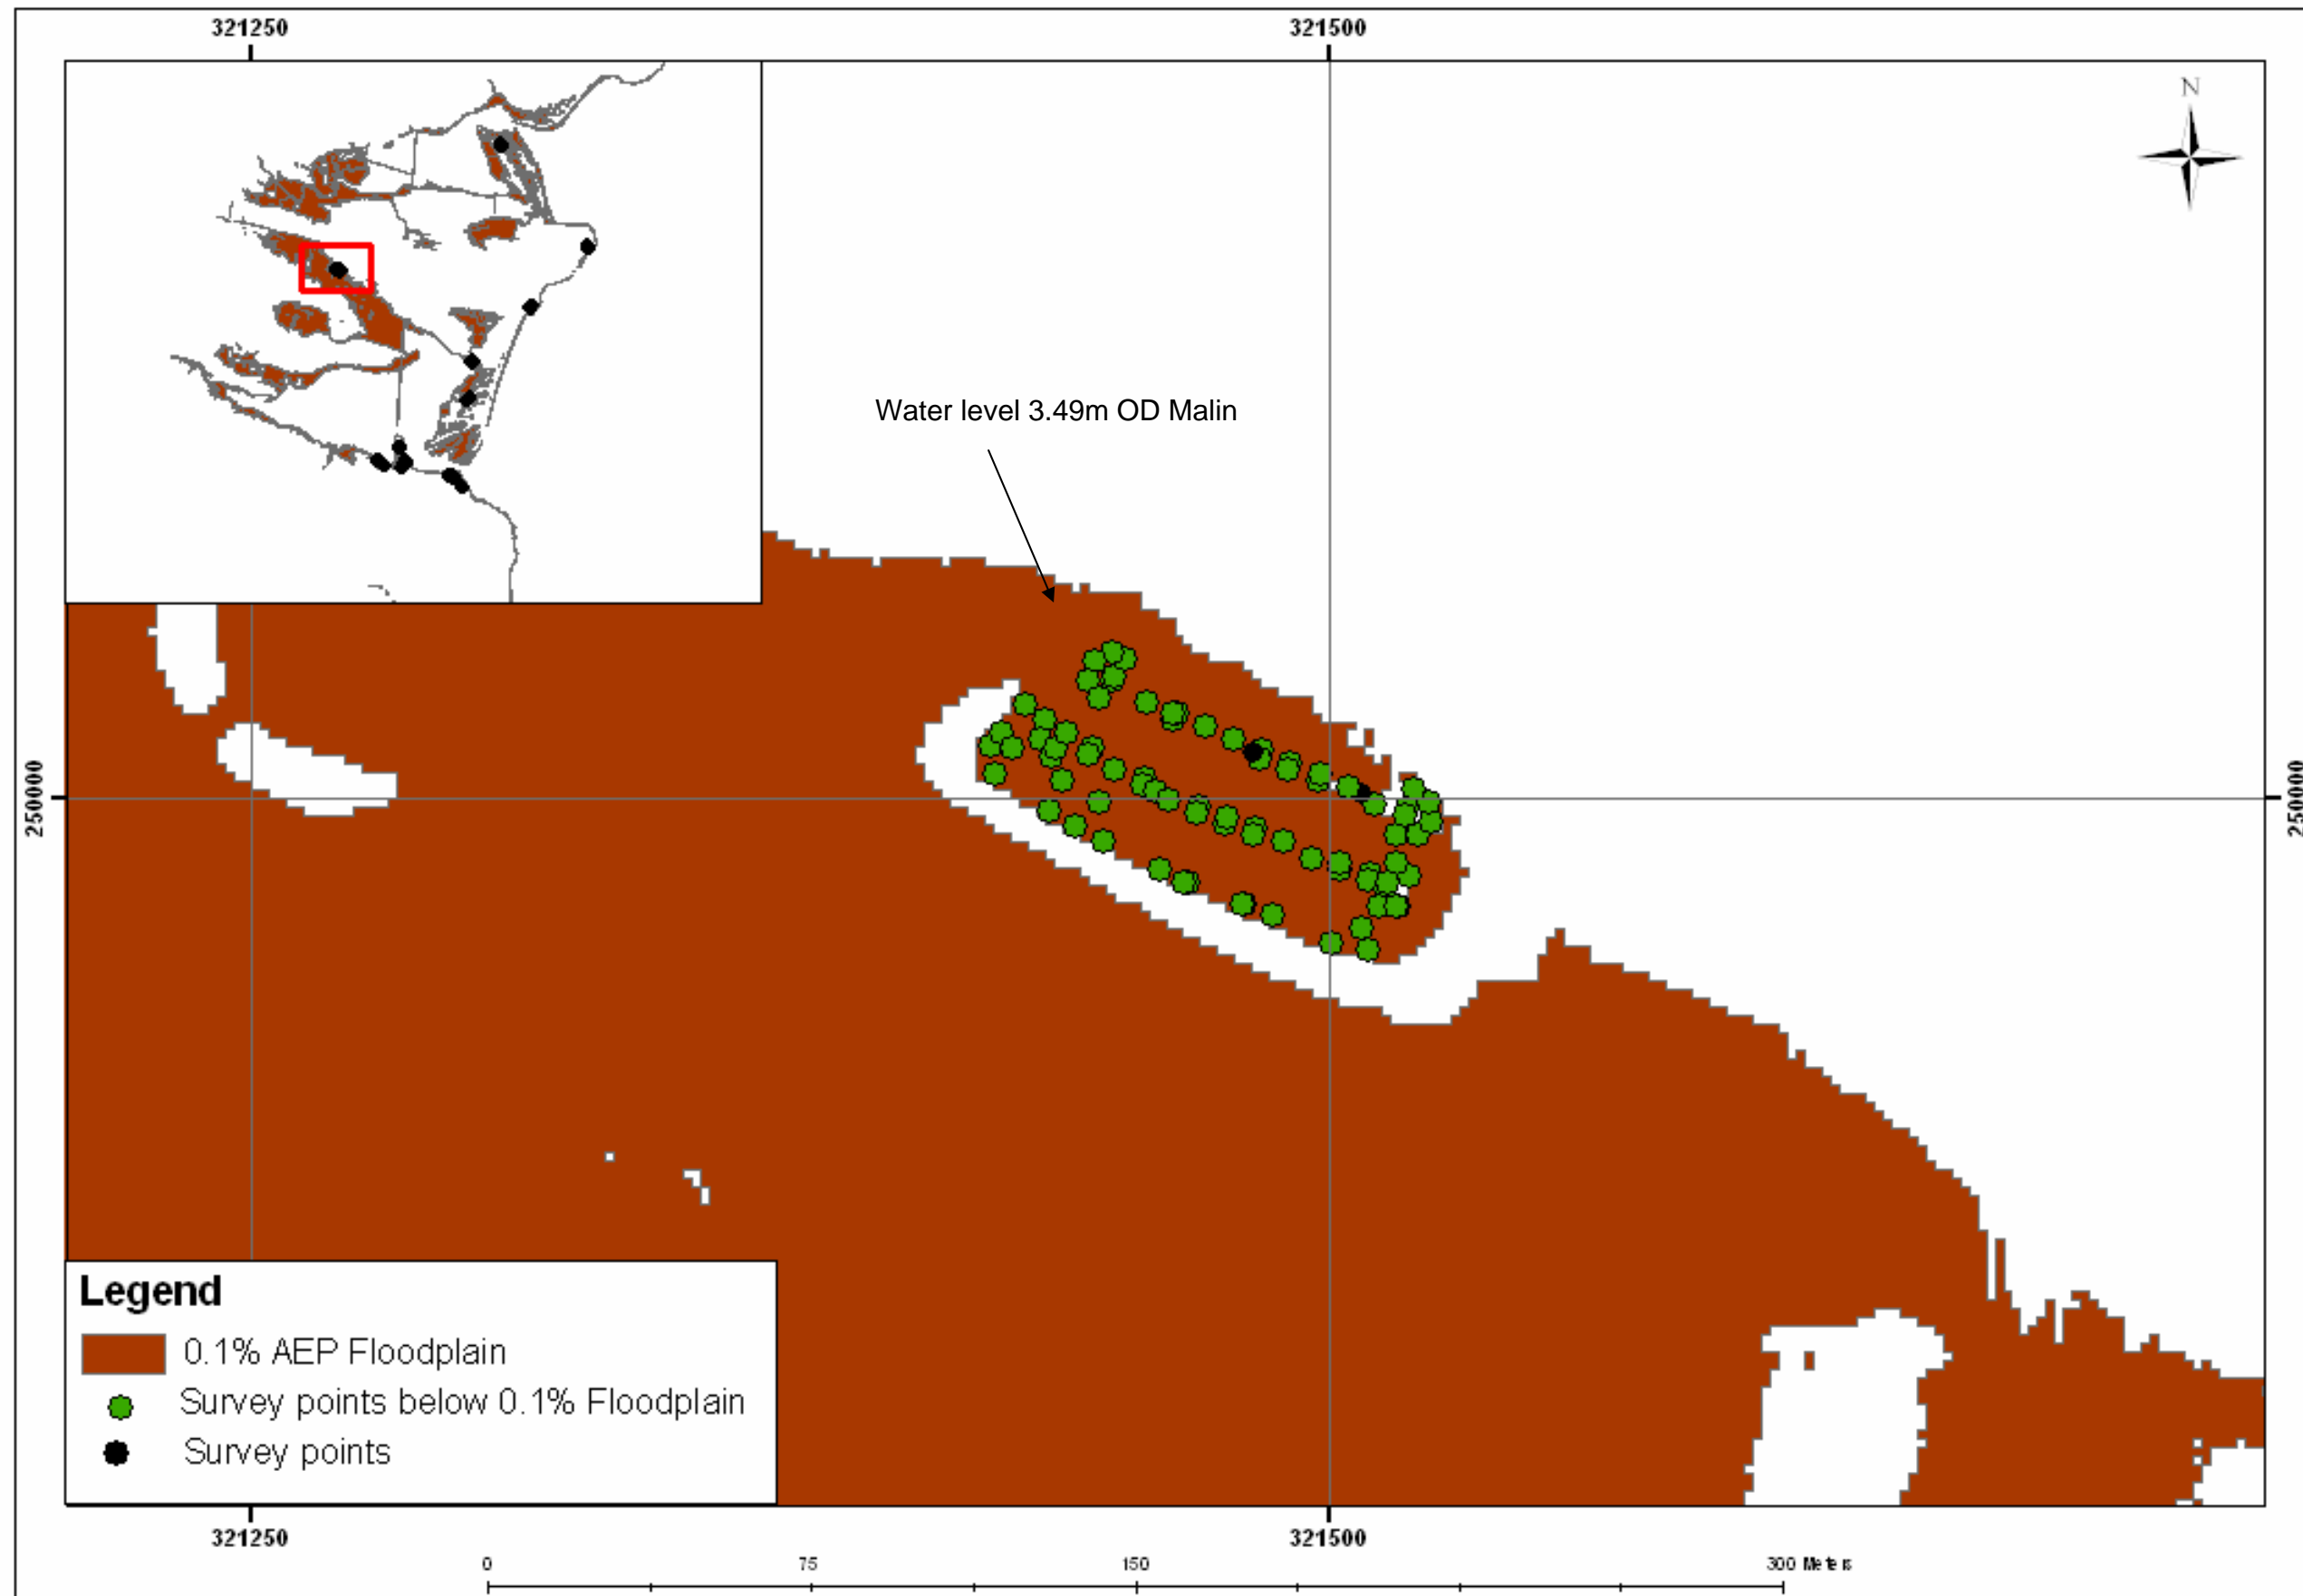 321250 321500
N
Water level 3.49m OD Malin
250000 250000
Legend
0.1% AEP Floodplain
Survey points below 0.1% Floodplain
Survey points
321250 321500
0 75 150 300 Meters